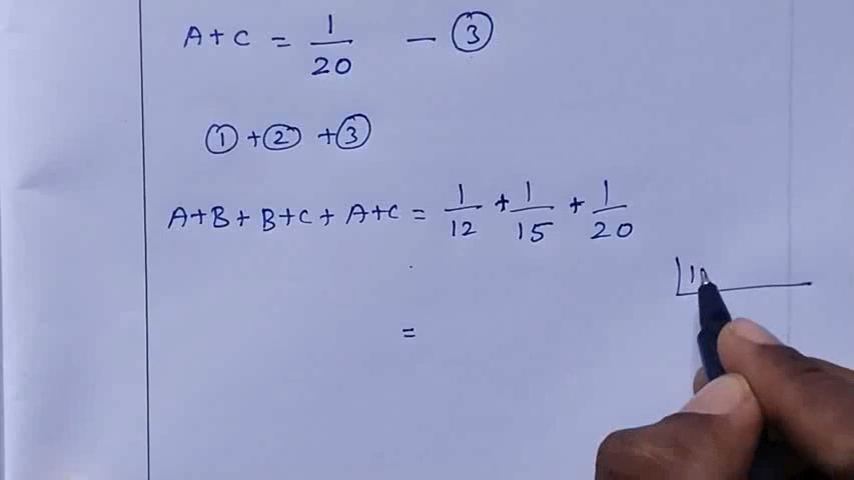 A+C = 1/20 — ③
① + ② + ③
A+B + B+C + A+C = 1/12 + 1/15 + 1/20
=